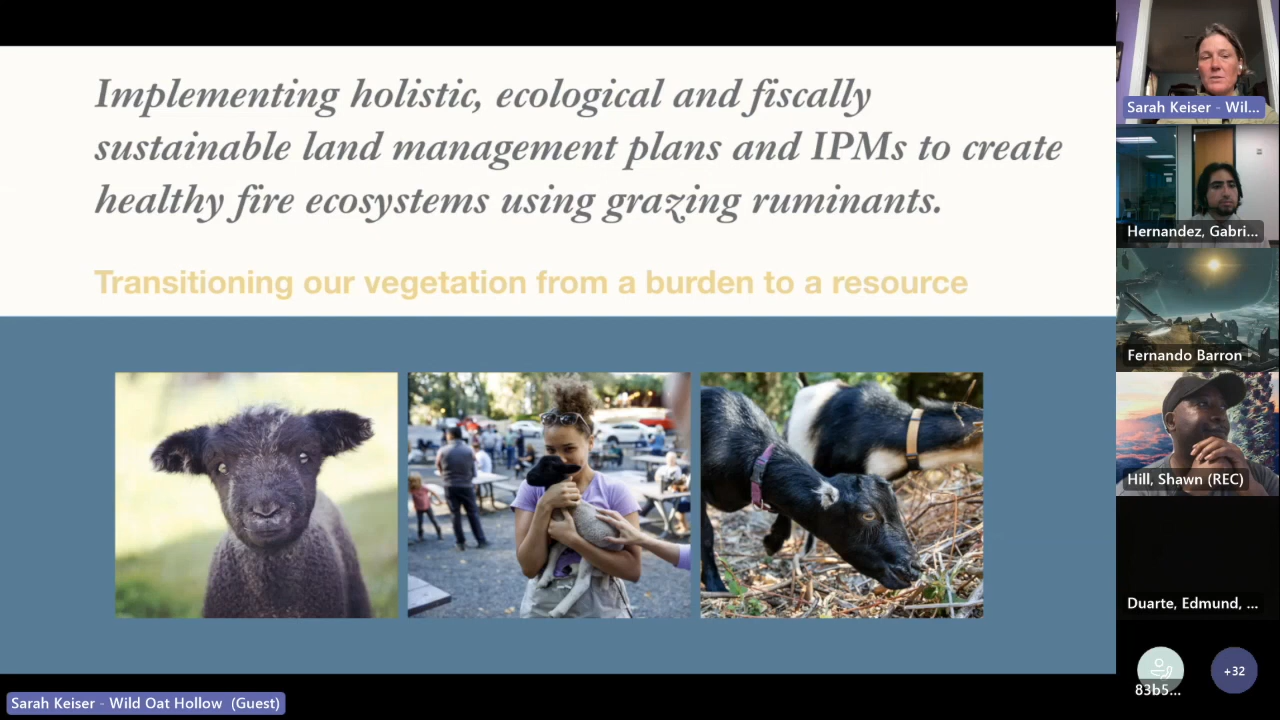 Implementing holistic, ecological and fiscally
sustainable land management plans and IPMs to create
healthy fire ecosystems using grazing ruminants.
Transitioning our vegetation from a burden to a resource
Sarah Keiser - Wil...
Hernandez, Gabri...
Fernando Barron
Hill, Shawn (REC)
Duarte, Edmund, ...
83b5...
+32
Sarah Keiser - Wild Oat Hollow (Guest)